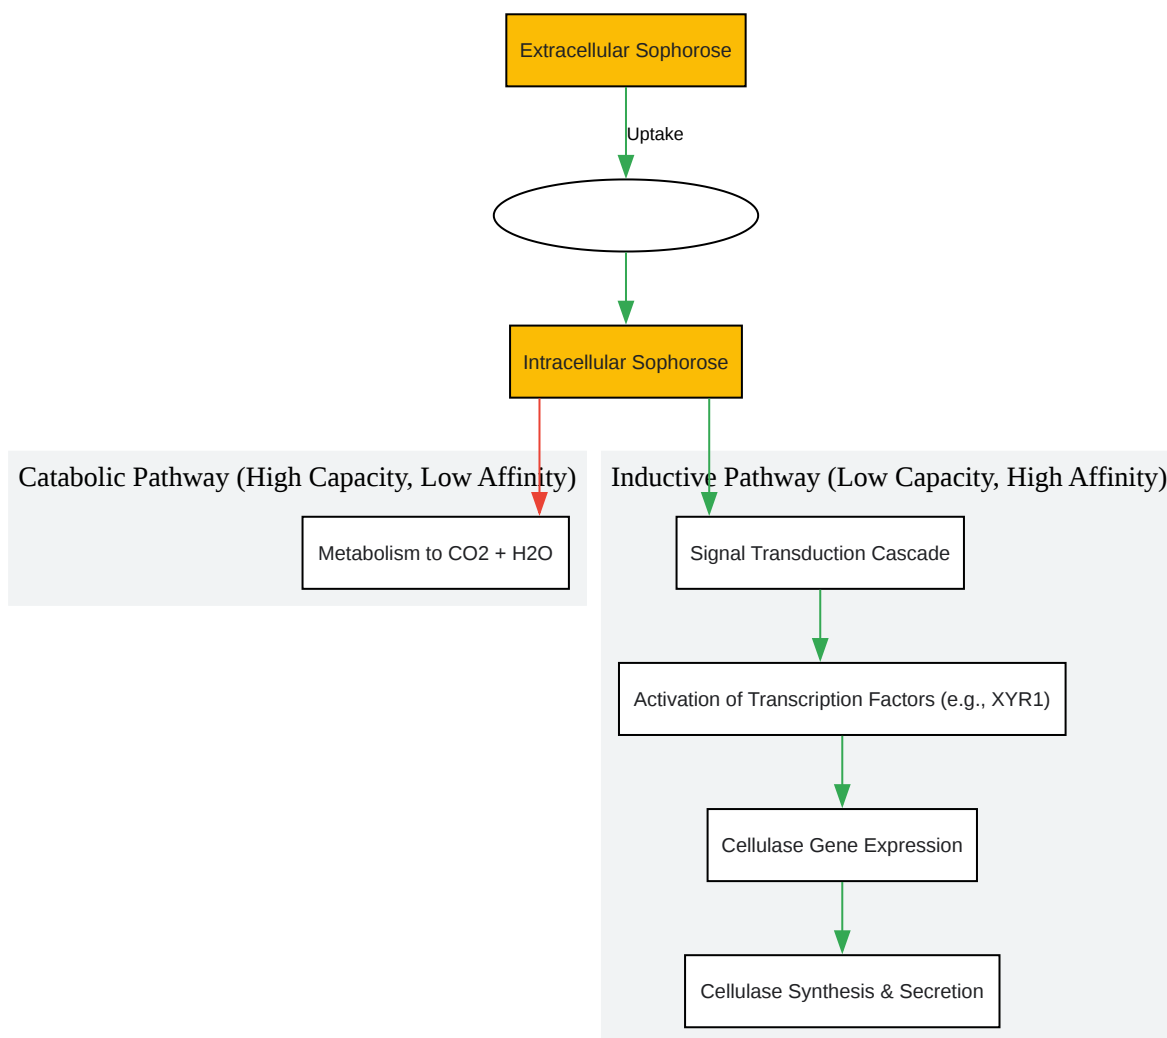 Extracellular Sophorose
Uptake
Intracellular Sophorose
Catabolic Pathway (High Capacity, Low Affinity)
Metabolism to CO2 + H2O
Inductive Pathway (Low Capacity, High Affinity)
Signal Transduction Cascade
Activation of Transcription Factors (e.g., XYR1)
Cellulase Gene Expression
Cellulase Synthesis & Secretion